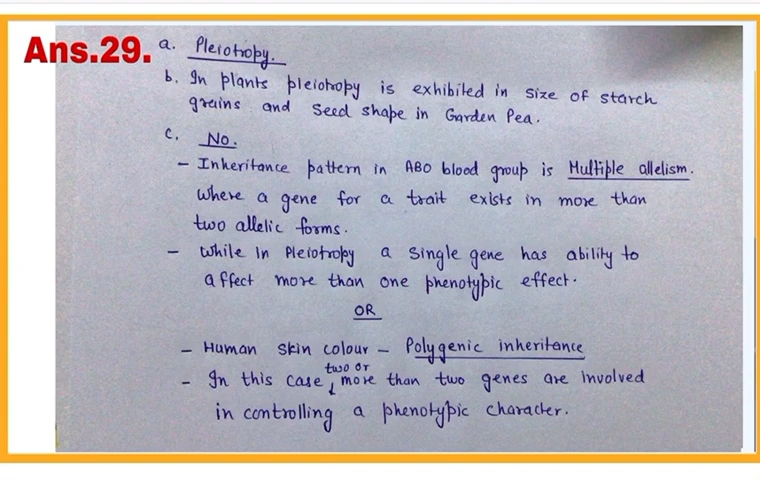 Ans.29. a. Pleiotropy.
b. In plants pleiotropy is exhibited in size of starch
grains and seed shape in Garden Pea.
c. No.
– Inheritance pattern in ABO blood group is Multiple allelism.
where a gene for a trait exists in more than
two allelic forms.
– While in Pleiotropy a single gene has ability to
affect more than one phenotypic effect.
OR
– Human skin colour – Polygenic inheritance
two or
– In this case, more than two genes are involved
in controlling a phenotypic character.